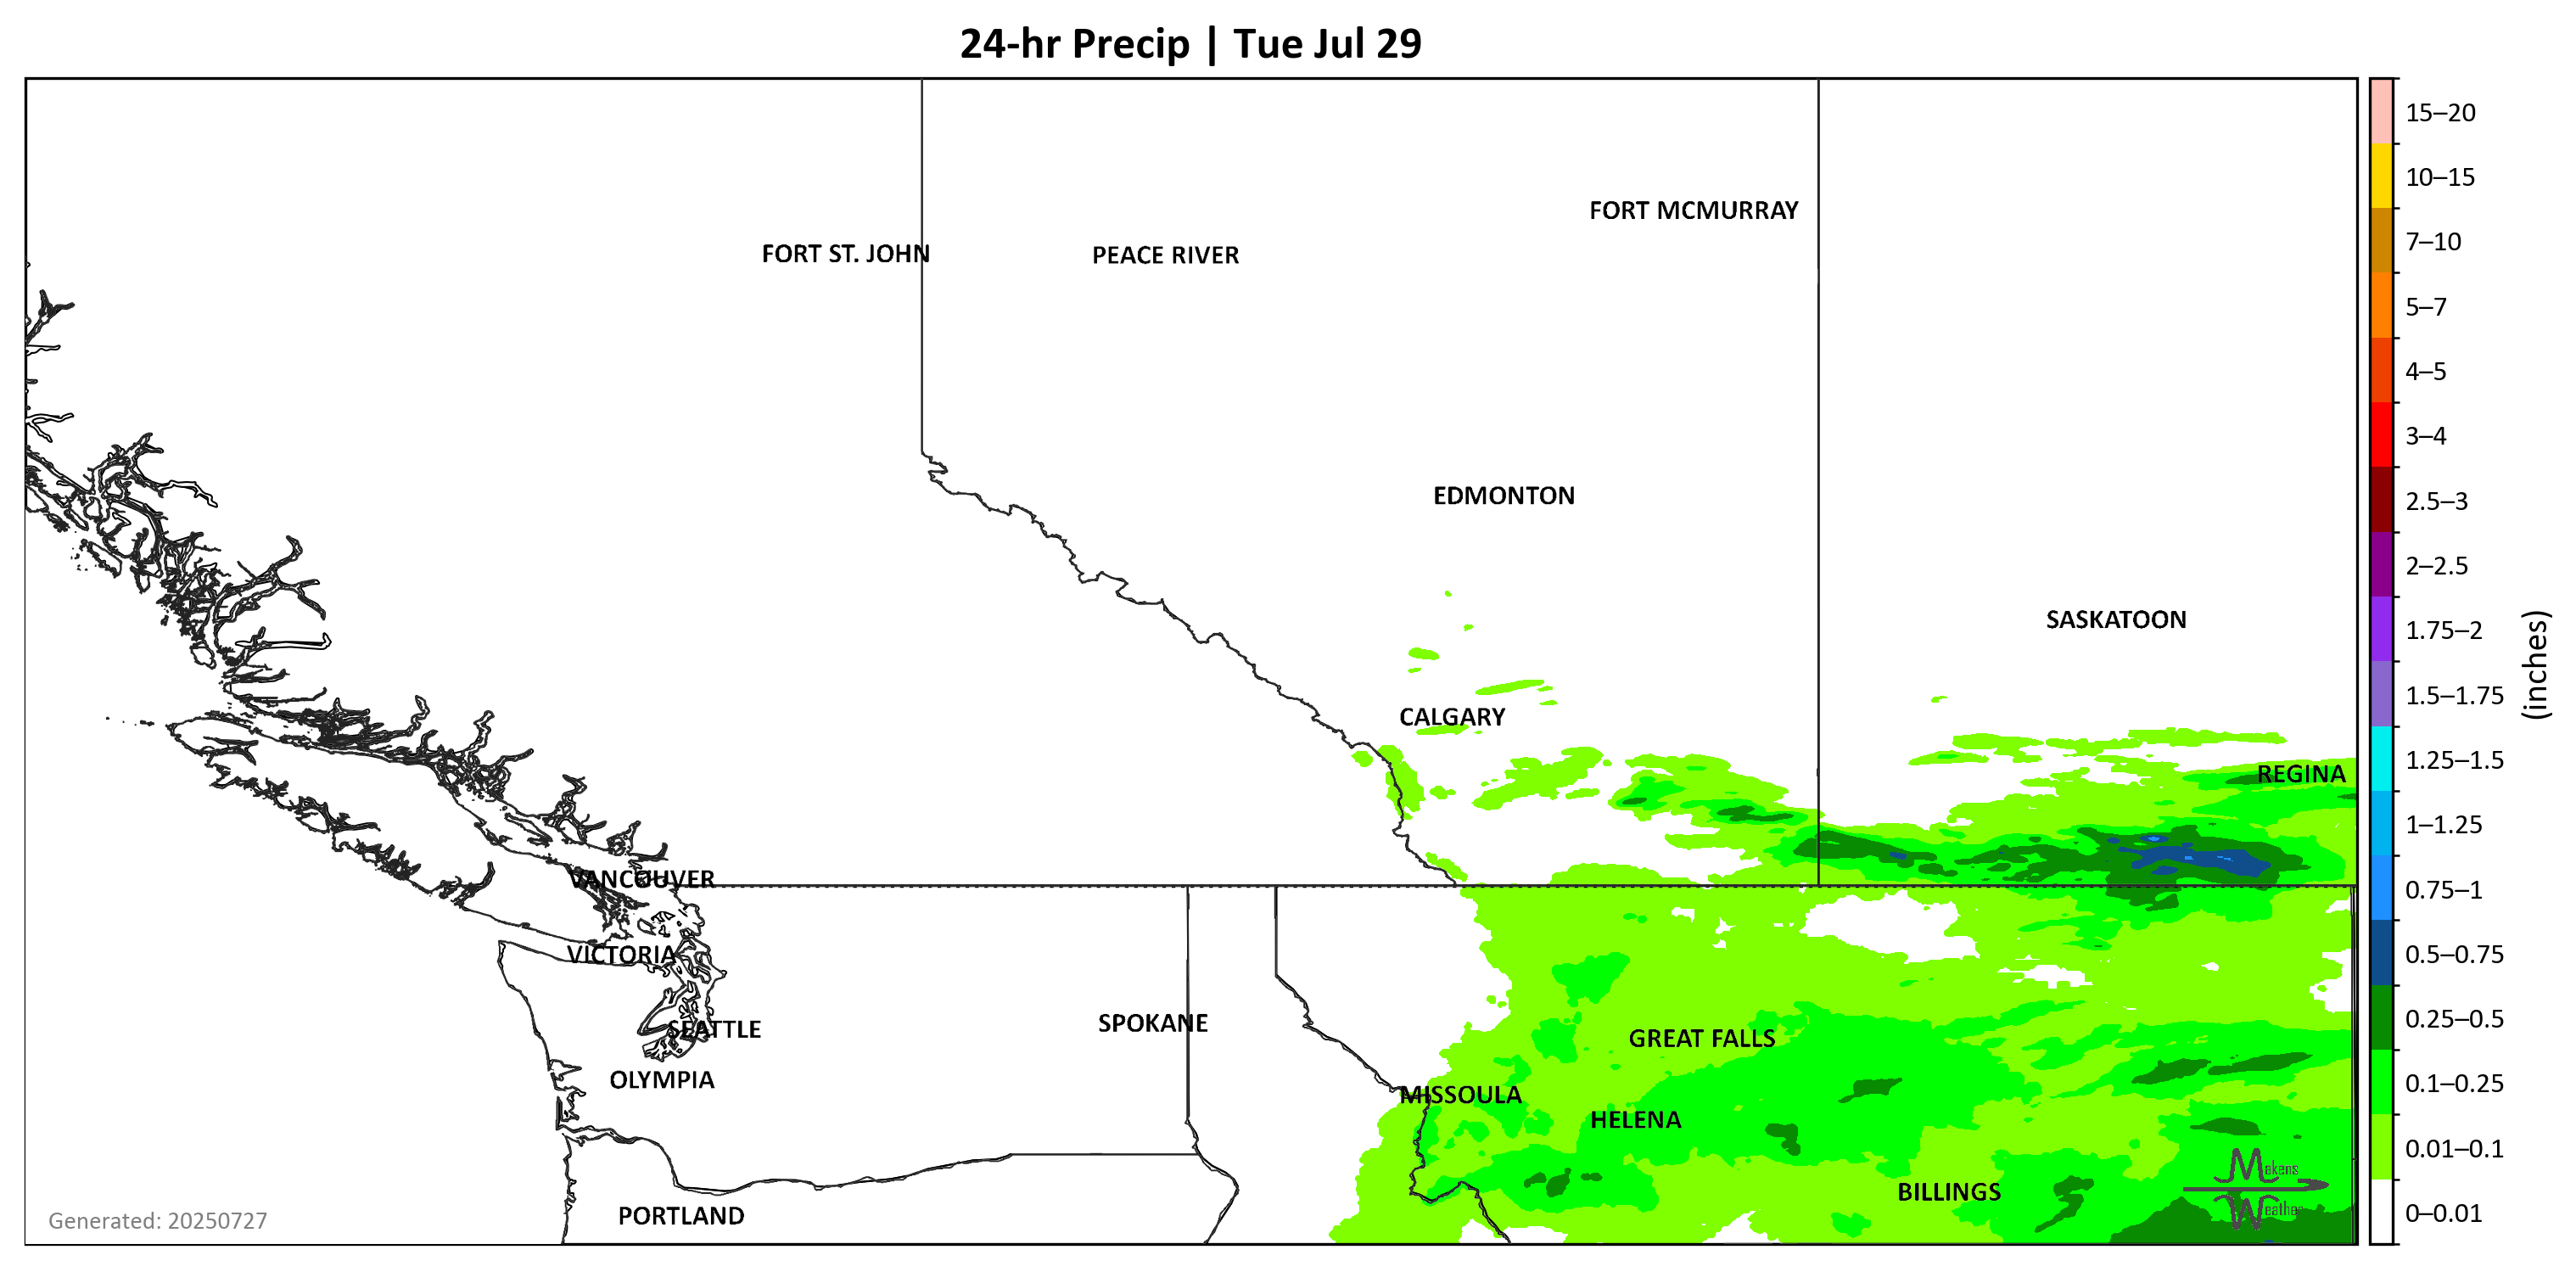 24-hr Precip | Tue Jul 29
15–20
10–15
FORT MCMURRAY
7–10
FORT ST. JOHN
PEACE RIVER
5–7
4–5
3–4
EDMONTON
2.5–3
2–2.5
SASKATOON
1.75–2
(inches)
1.5–1.75
CALGARY
1.25–1.5
REGINA
1–1.25
VANCOUVER
0.75–1
VICTORIA
0.5–0.75
SPOKANE
SEATTLE
0.25–0.5
GREAT FALLS
OLYMPIA
0.1–0.25
MISSOULA
HELENA
0.01–0.1
Makens
Weather
BILLINGS
PORTLAND
0–0.01
Generated: 20250727